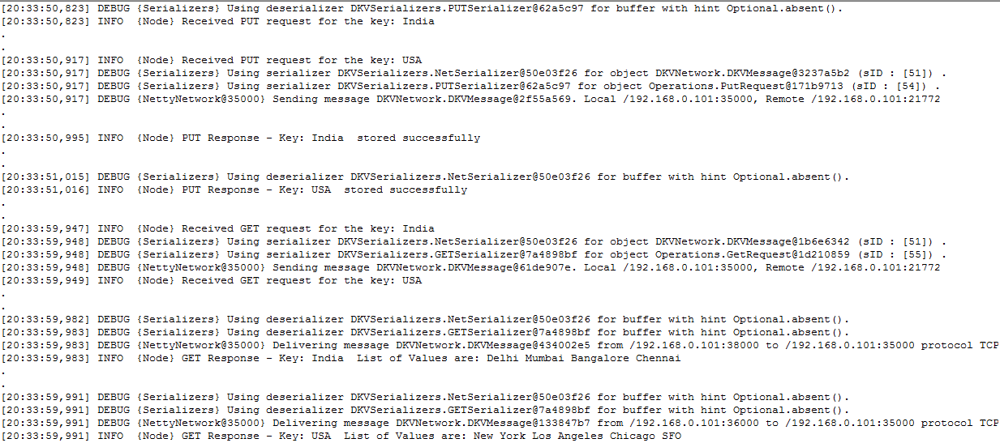 [20:33:50,823] DEBUG {Serializers} Using deserializer DKVSerializers.PUTSerializer@62a5c97 for buffer with hint Optional.absent().
[20:33:50,823] INFO  {Node} Received PUT request for the key: India
.
.
[20:33:50,917] INFO  {Node} Received PUT request for the key: USA
[20:33:50,917] DEBUG {Serializers} Using serializer DKVSerializers.NetSerializer@50e03f26 for object DKVNetwork.DKVMessage@3237a5b2 (sID : [51]) .
[20:33:50,917] DEBUG {Serializers} Using serializer DKVSerializers.PUTSerializer@62a5c97 for object Operations.PutRequest@171b9713 (sID : [54]) .
[20:33:50,917] DEBUG {NettyNetwork@35000} Sending message DKVNetwork.DKVMessage@2f55a569. Local /192.168.0.101:35000, Remote /192.168.0.101:21772
.
.
[20:33:50,995] INFO  {Node} PUT Response - Key: India  stored successfully
.
.
[20:33:51,015] DEBUG {Serializers} Using deserializer DKVSerializers.NetSerializer@50e03f26 for buffer with hint Optional.absent().
[20:33:51,016] INFO  {Node} PUT Response - Key: USA  stored successfully
.
.
[20:33:59,947] INFO  {Node} Received GET request for the key: India
[20:33:59,948] DEBUG {Serializers} Using serializer DKVSerializers.NetSerializer@50e03f26 for object DKVNetwork.DKVMessage@1b6e6342 (sID : [51]) .
[20:33:59,948] DEBUG {Serializers} Using serializer DKVSerializers.GETSerializer@7a4898bf for object Operations.GetRequest@1d210859 (sID : [55]) .
[20:33:59,948] DEBUG {NettyNetwork@35000} Sending message DKVNetwork.DKVMessage@61de907e. Local /192.168.0.101:35000, Remote /192.168.0.101:21772
[20:33:59,949] INFO  {Node} Received GET request for the key: USA
.
.
[20:33:59,982] DEBUG {Serializers} Using deserializer DKVSerializers.NetSerializer@50e03f26 for buffer with hint Optional.absent().
[20:33:59,983] DEBUG {Serializers} Using deserializer DKVSerializers.GETSerializer@7a4898bf for buffer with hint Optional.absent().
[20:33:59,983] DEBUG {NettyNetwork@35000} Delivering message DKVNetwork.DKVMessage@434002e5 from /192.168.0.101:38000 to /192.168.0.101:35000 protocol TCP
[20:33:59,983] INFO  {Node} GET Response - Key: India  List of Values are: Delhi Mumbai Bangalore Chennai
.
.
[20:33:59,991] DEBUG {Serializers} Using deserializer DKVSerializers.NetSerializer@50e03f26 for buffer with hint Optional.absent().
[20:33:59,991] DEBUG {Serializers} Using deserializer DKVSerializers.GETSerializer@7a4898bf for buffer with hint Optional.absent().
[20:33:59,991] DEBUG {NettyNetwork@35000} Delivering message DKVNetwork.DKVMessage@133847b7 from /192.168.0.101:36000 to /192.168.0.101:35000 protocol TCP
[20:33:59,991] INFO  {Node} GET Response - Key: USA  List of Values are: New York Los Angeles Chicago SFO